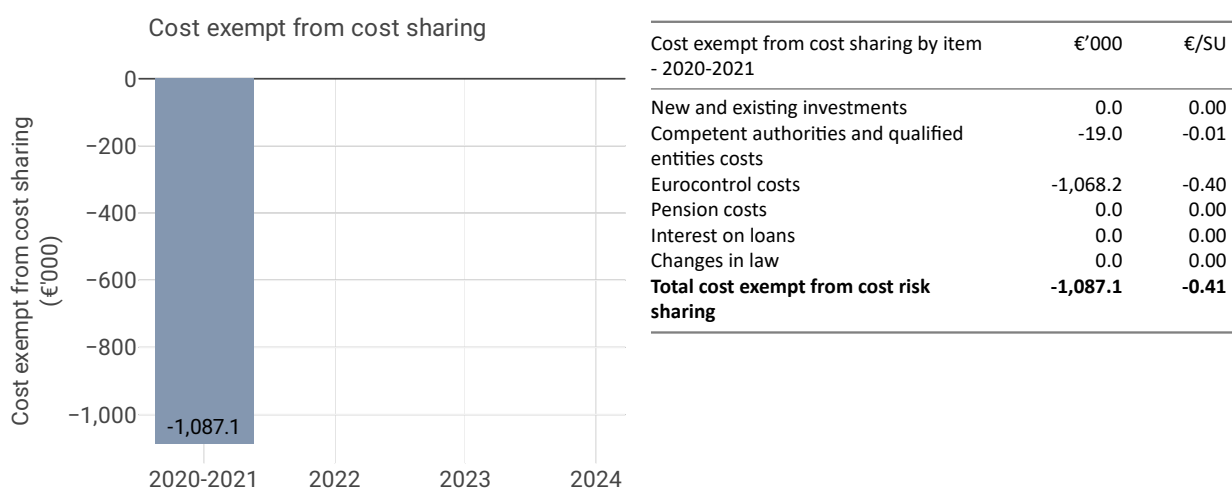 Cost exempt from cost sharing
Cost exempt from cost sharing
(€'000)
0
−200
−400
−600
−800
−1,000
-1,087.1
2020-2021 2022 2023 2024
Cost exempt from cost sharing by item €’000 €/SU
- 2020-2021
New and existing investments 0.0 0.00
Competent authorities and qualified -19.0 -0.01
entities costs
Eurocontrol costs -1,068.2 -0.40
Pension costs 0.0 0.00
Interest on loans 0.0 0.00
Changes in law 0.0 0.00
Total cost exempt from cost risk -1,087.1 -0.41
sharing